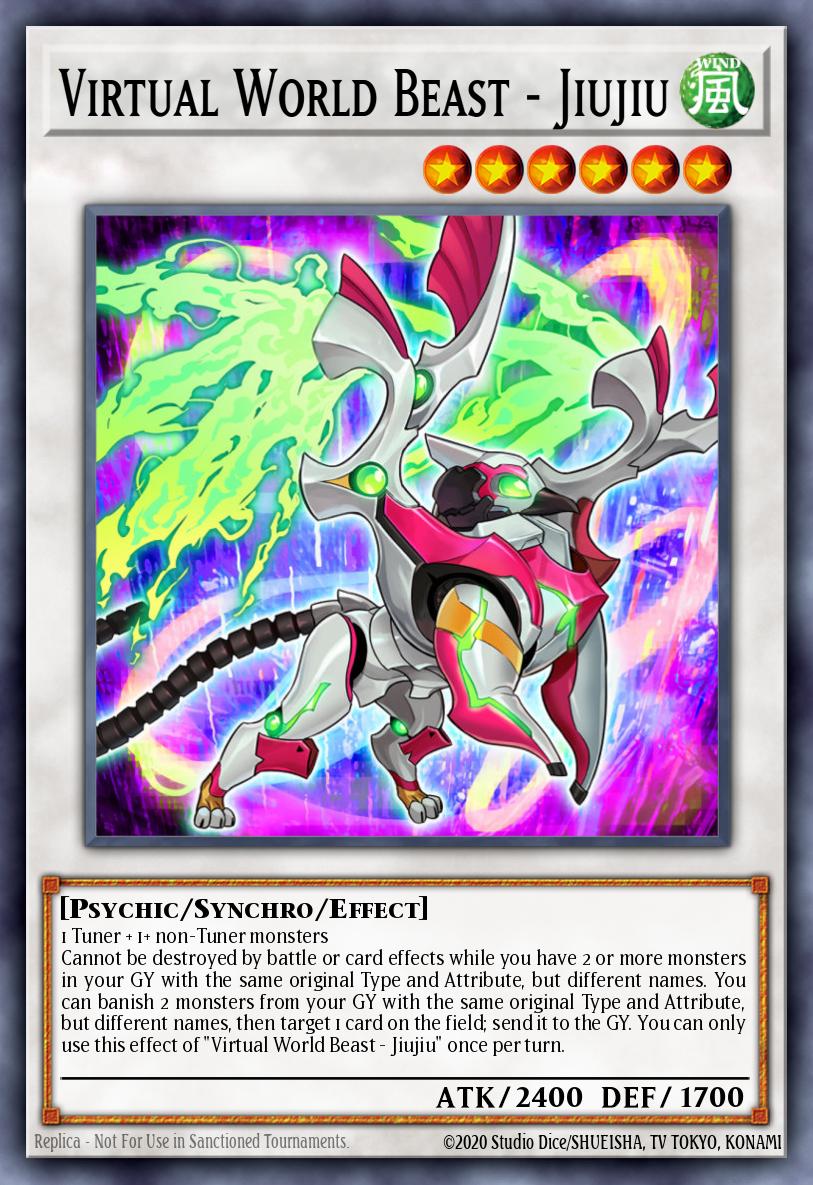 Virtual World Beast - Jiujiu
WIND
風
[Psychic/Synchro/Effect]
1 Tuner + 1+ non-Tuner monsters
Cannot be destroyed by battle or card effects while you have 2 or more monsters
in your GY with the same original Type and Attribute, but different names. You
can banish 2 monsters from your GY with the same original Type and Attribute,
but different names, then target 1 card on the field; send it to the GY. You can only
use this effect of "Virtual World Beast - Jiujiu" once per turn.
ATK/2400 DEF/1700
Replica - Not For Use in Sanctioned Tournaments.
©2020 Studio Dice/SHUEISHA, TV TOKYO, KONAMI